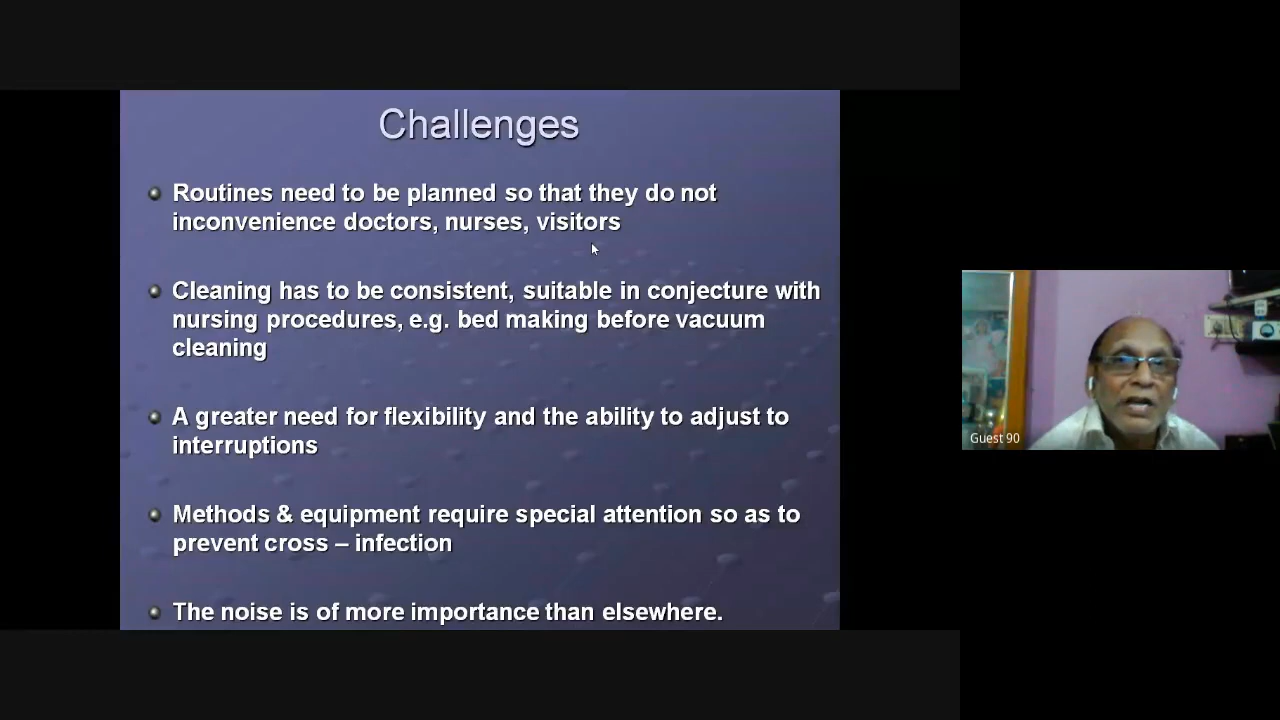 Challenges
Routines need to be planned so that they do not
inconvenience doctors, nurses, visitors
Cleaning has to be consistent, suitable in conjecture with
nursing procedures, e.g. bed making before vacuum
cleaning
A greater need for flexibility and the ability to adjust to
interruptions
Methods & equipment require special attention so as to
prevent cross – infection
The noise is of more importance than elsewhere.
Guest 90